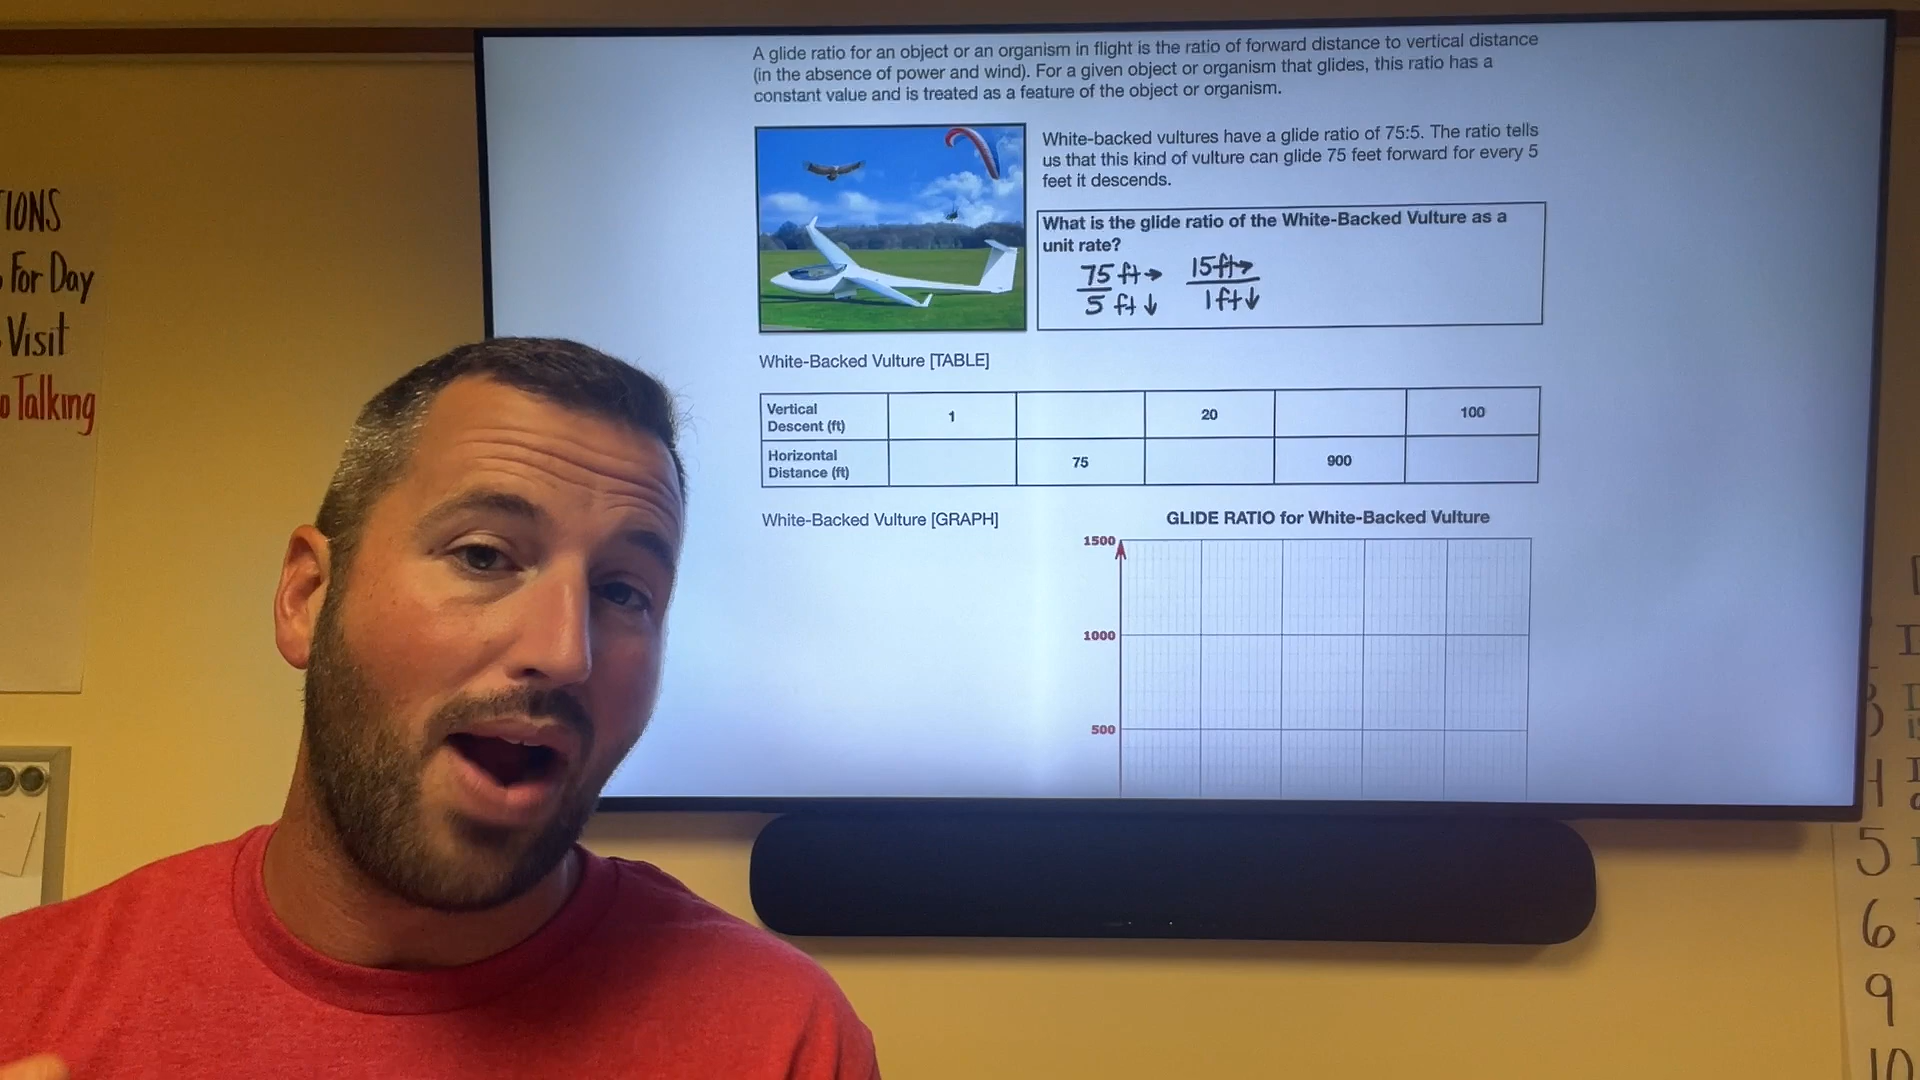 A glide ratio for an object or an organism in flight is the ratio of forward distance to vertical distance
(in the absence of power and wind). For a given object or organism that glides, this ratio has a
constant value and is treated as a feature of the object or organism.
White-backed vultures have a glide ratio of 75:5. The ratio tells
us that this kind of vulture can glide 75 feet forward for every 5
feet it descends.
What is the glide ratio of the White-Backed Vulture as a
unit rate?
75 ft→ 15ft→
5 ft↓ 1ft↓
White-Backed Vulture [TABLE]
Vertical
Descent (ft)
1 20 100
Horizontal
Distance (ft)
75 900
White-Backed Vulture [GRAPH]
GLIDE RATIO for White-Backed Vulture
1500
1000
500
IONS
For Day
Visit
Talking
5
6
9
10